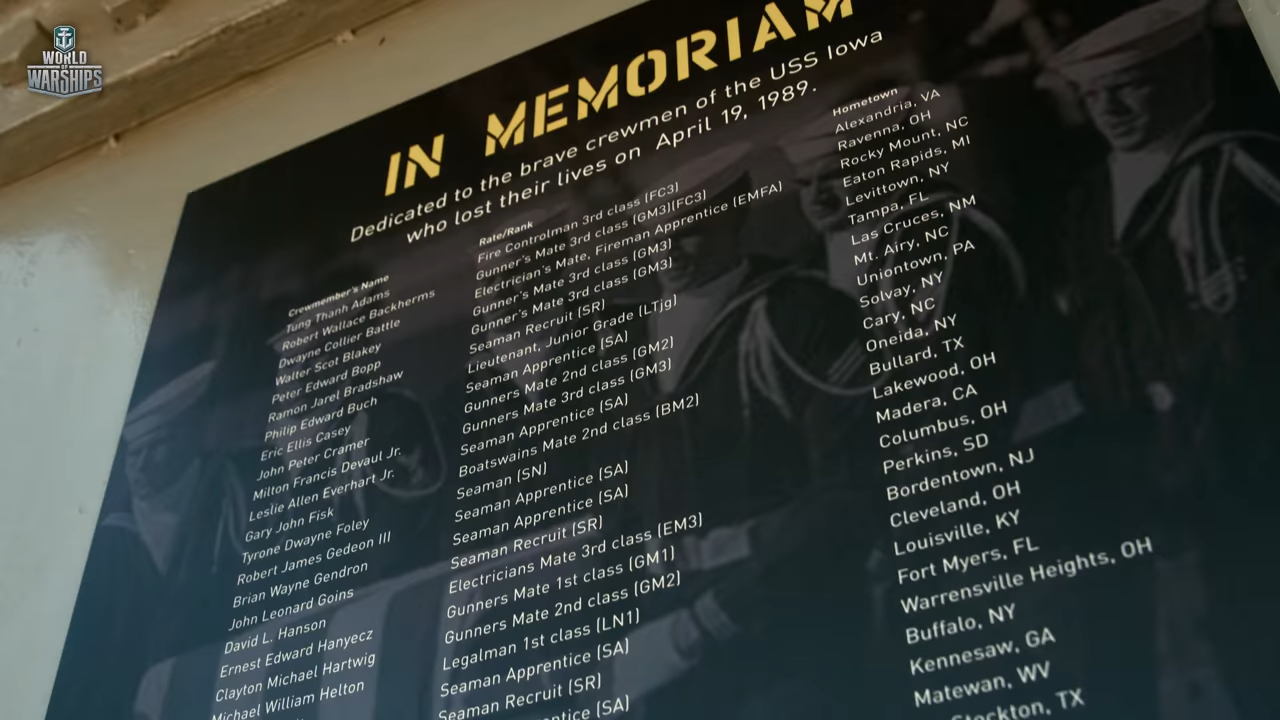 WORLD
OF
WARSHIPS
IN MEMORIAM
Dedicated to the brave crewmen of the USS Iowa
who lost their lives on April 19, 1989.
Crewmember's Name
Tung Thanh Adams
Robert Wallace Backherms
Dwayne Collier Battle
Walter Scot Blakey
Peter Edward Bopp
Ramon Jarel Bradshaw
Philip Edward Buch
Eric Ellis Casey
John Peter Cramer
Milton Francis Devaul Jr.
Leslie Allen Everhart Jr.
Gary John Fisk
Tyrone Dwayne Foley
Robert James Gedeon III
Brian Wayne Gendron
John Leonard Goins
David L. Hanson
Ernest Edward Hanyecz
Clayton Michael Hartwig
Michael William Helton
Rate/Rank
Fire Controlman 3rd class (FC3)
Gunner's Mate 3rd class (GM3)(FC3)
Electrician's Mate, Fireman Apprentice (EMFA)
Gunner's Mate 3rd class (GM3)
Gunner's Mate 3rd class (GM3)
Seaman Recruit (SR)
Lieutenant, Junior Grade (LTjg)
Seaman Apprentice (SA)
Gunners Mate 2nd class (GM2)
Gunners Mate 3rd class (GM3)
Seaman Apprentice (SA)
Boatswains Mate 2nd class (BM2)
Seaman (SN)
Seaman Apprentice (SA)
Seaman Apprentice (SA)
Seaman Recruit (SR)
Electricians Mate 3rd class (EM3)
Gunners Mate 1st class (GM1)
Gunners Mate 2nd class (GM2)
Legalman 1st class (LN1)
Seaman Apprentice (SA)
Seaman Recruit (SR)
(SA)
Hometown
Alexandria, VA
Ravenna, OH
Rocky Mount, NC
Eaton Rapids, MI
Levittown, NY
Tampa, FL
Las Cruces, NM
Mt. Airy, NC
Uniontown, PA
Solvay, NY
Cary, NC
Oneida, NY
Bullard, TX
Lakewood, OH
Madera, CA
Columbus, OH
Perkins, SD
Bordentown, NJ
Cleveland, OH
Louisville, KY
Fort Myers, FL
Warrensville Heights, OH
Buffalo, NY
Kennesaw, GA
Matewan, WV
Stockton, TX